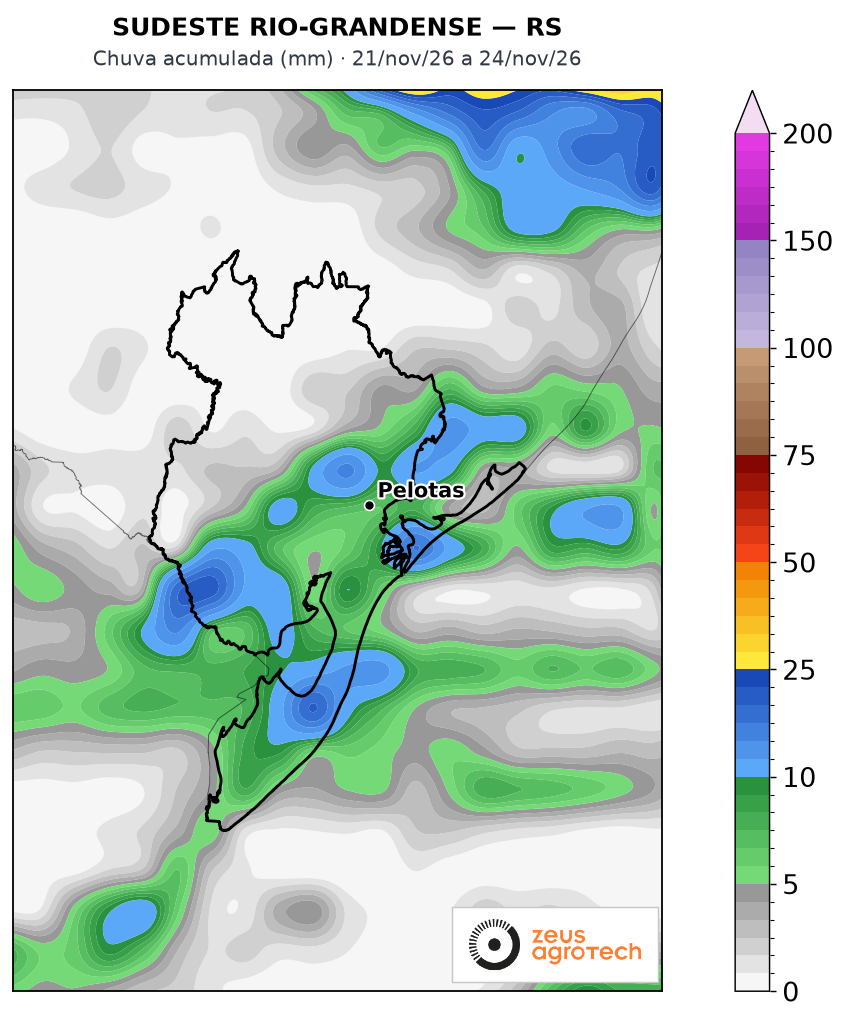 SUDESTE RIO-GRANDENSE — RS
Chuva acumulada (mm) · 21/nov/26 a 24/nov/26
200
150
100
75
50
25
10
5
0
Pelotas
zeus
agrotech